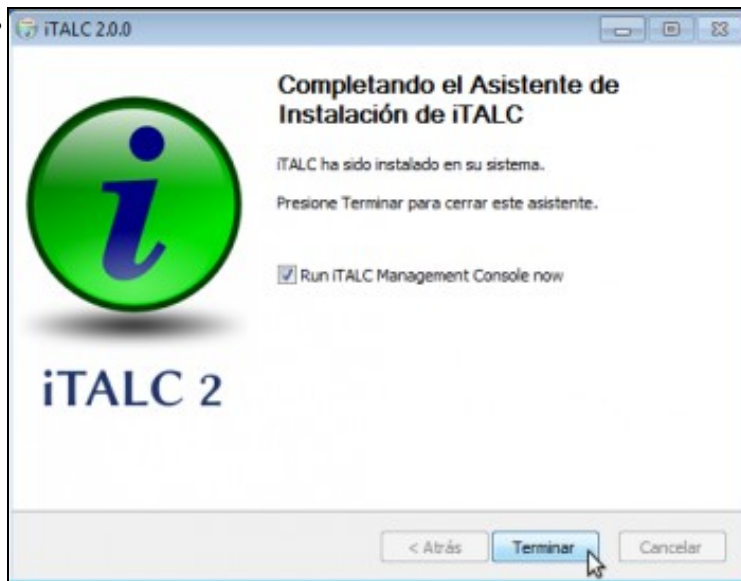 iTALC 2.0.0
Completando el Asistente de
Instalación de iTALC
iTALC ha sido instalado en su sistema.
Presione Terminar para cerrar este asistente.
Run iTALC Management Console now
i
iTALC 2
< Atrás
Terminar
Cancelar